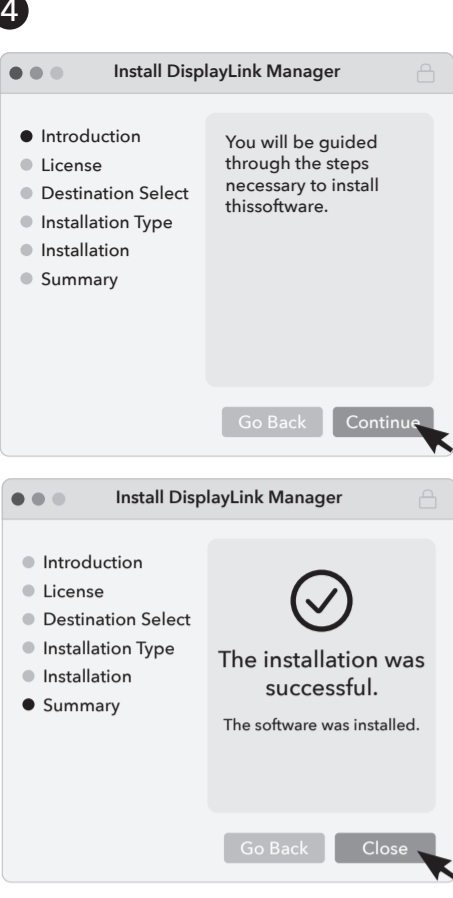 4
Install DisplayLink Manager
Introduction
License
Destination Select
Installation Type
Installation
Summary
You will be guided
through the steps
necessary to install
thissoftware.
Go Back
Continue
Install DisplayLink Manager
Introduction
License
Destination Select
Installation Type
Installation
Summary
The installation was
successful.
The software was installed.
Go Back
Close